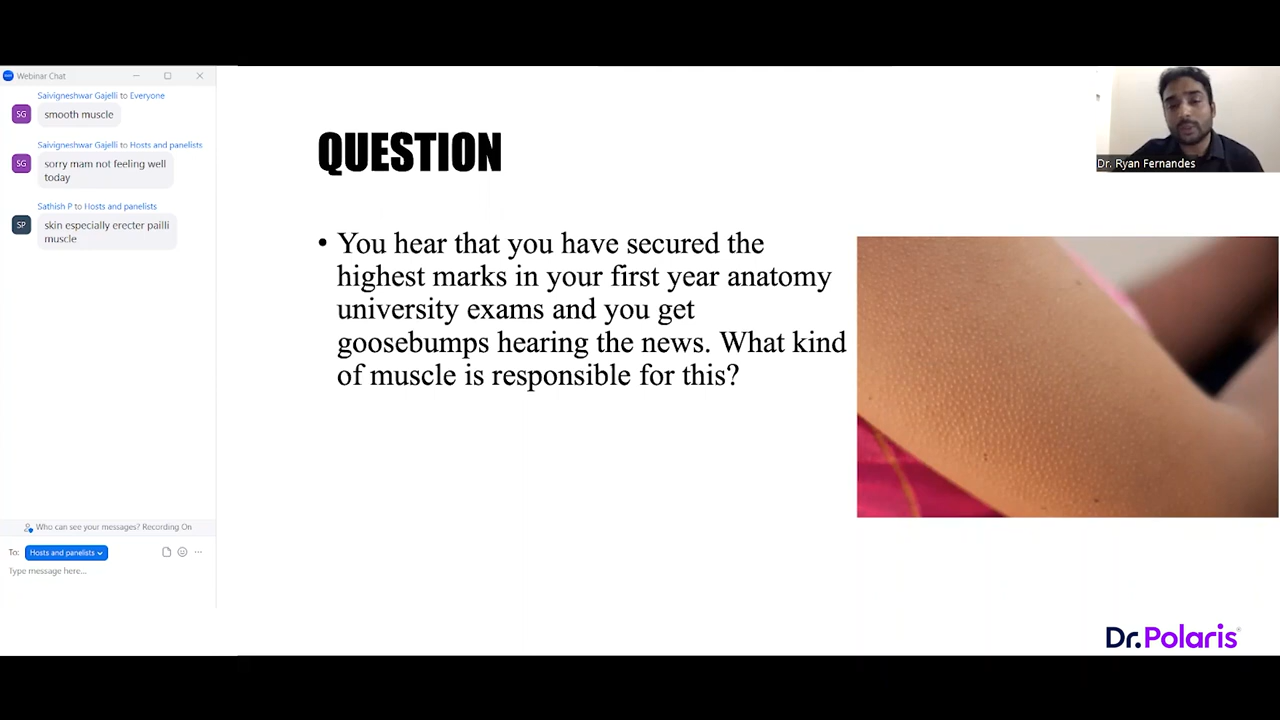 Webinar Chat
Saivigneshwar Gajelli to Everyone
SG
smooth muscle
Saivigneshwar Gajelli to Hosts and panelists
SG
sorry mam not feeling well
today
Sathish P to Hosts and panelists
SP
skin especially erecter pailli
muscle
Who can see your messages? Recording On
To: Hosts and panelists
Type message here...
QUESTION
• You hear that you have secured the
highest marks in your first year anatomy
university exams and you get
goosebumps hearing the news. What kind
of muscle is responsible for this?
Dr. Ryan Fernandes
Dr.Polaris